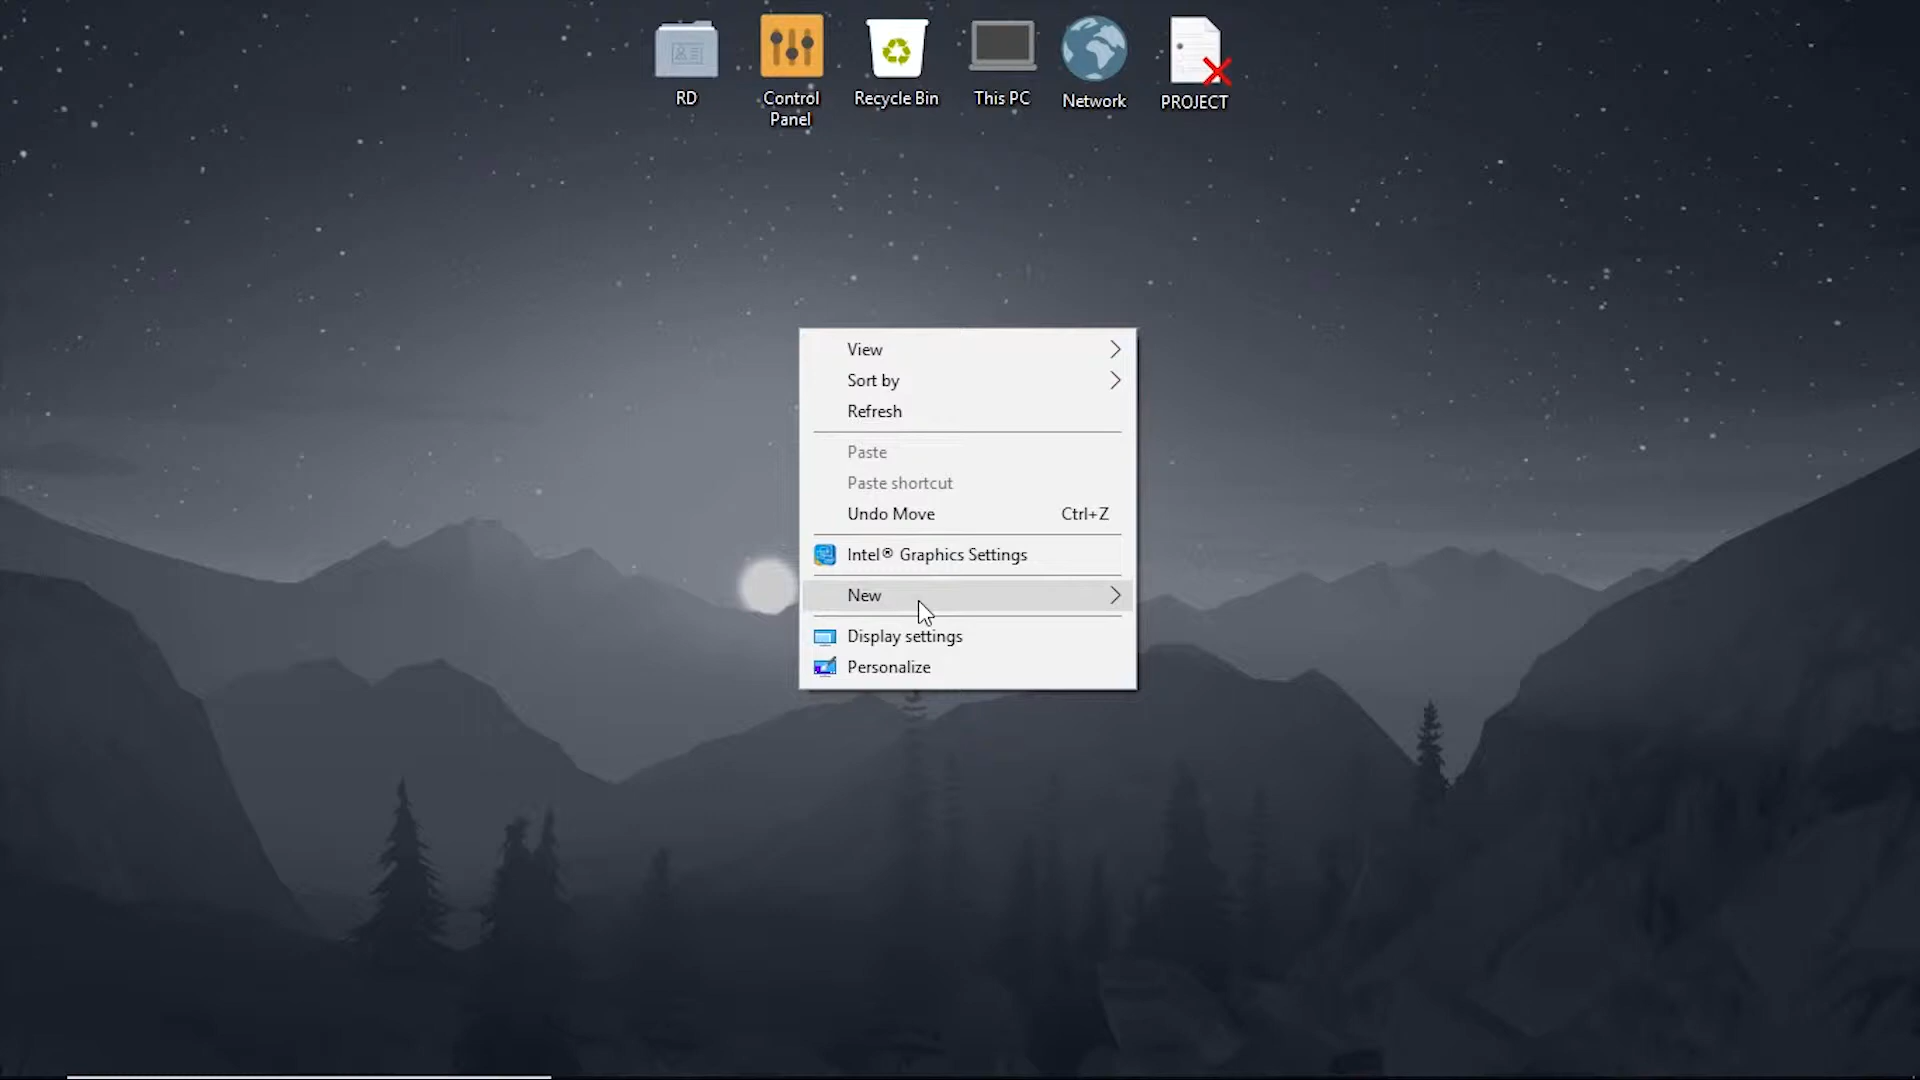 RD
Control
Panel
Recycle Bin
This PC
Network
PROJECT
View
Sort by
Refresh
Paste
Paste shortcut
Undo Move Ctrl+Z
Intel® Graphics Settings
New
Display settings
Personalize